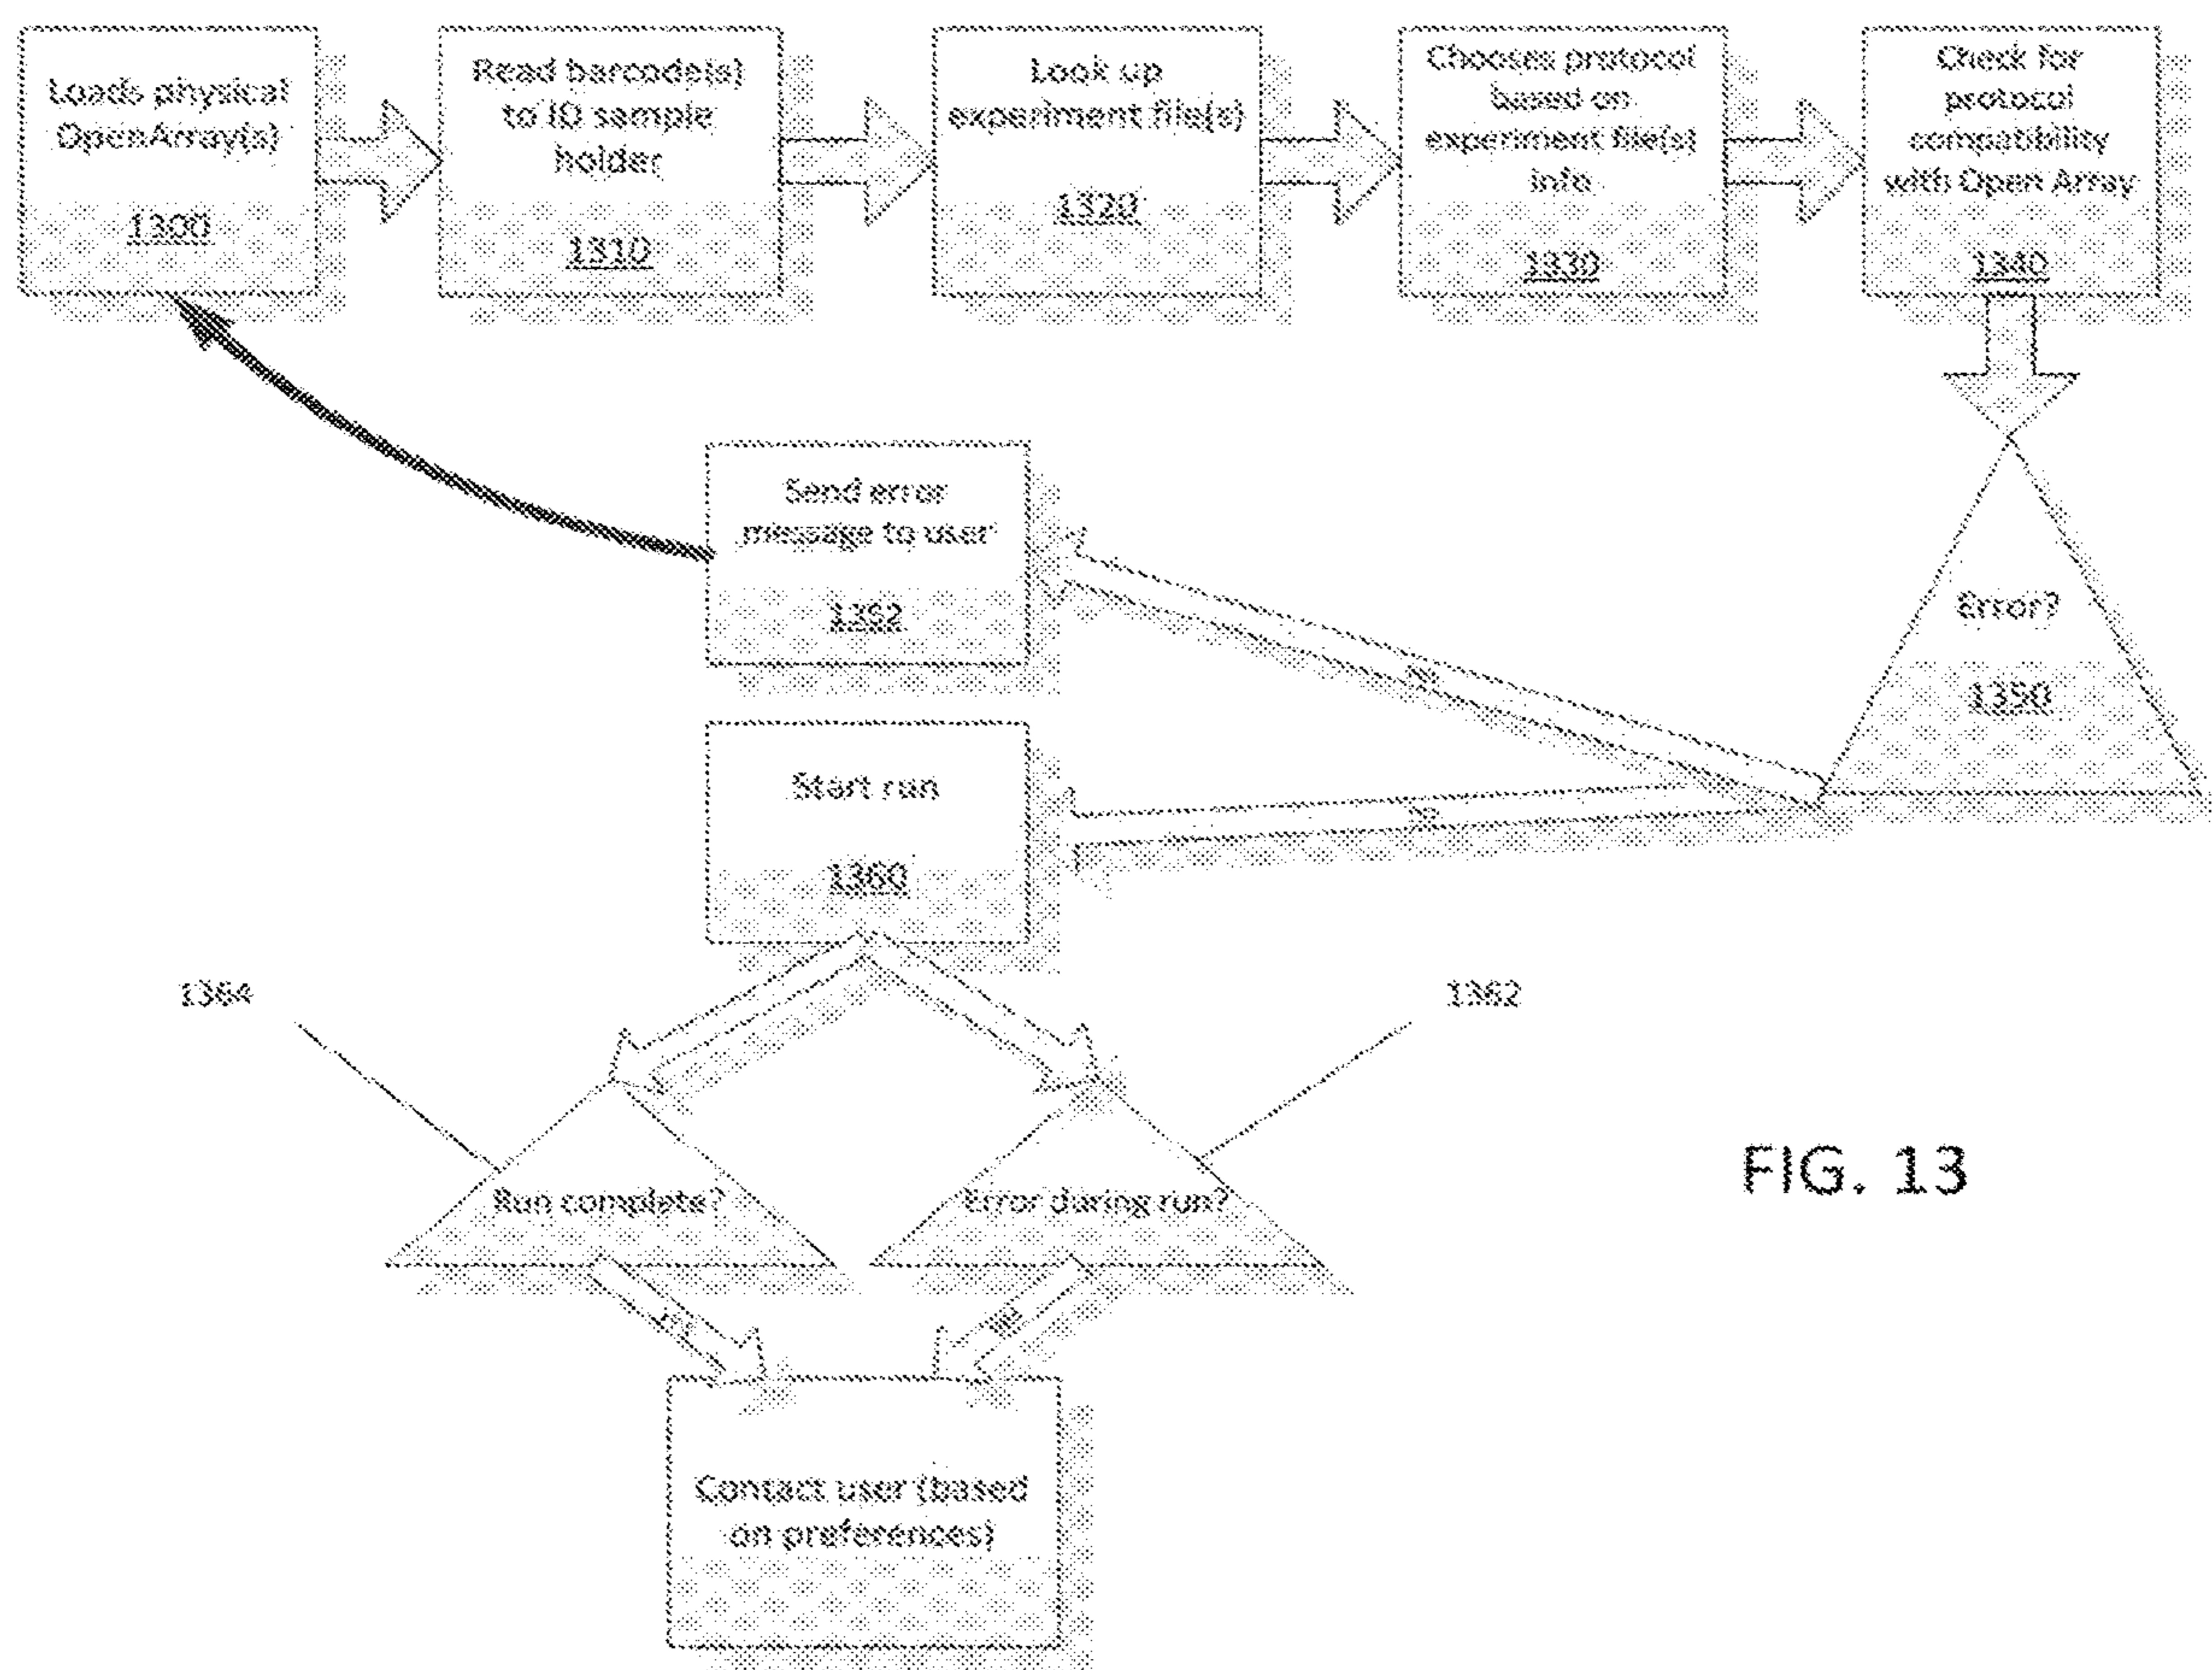 Loads physical
OpenArray(s)
1300
Read barcode(s)
to ID sample
holder
1310
Look up
experiment file(s)
1320
Chooses protocol
based on
experiment file(s)
info
1330
Check for
protocol
compatibility
with Open Array
1340
Send error
message to user
1352
Error?
1350
Start run
1360
1364
1362
Run complete?
Error during run?
FIG. 13
Contact user (based
on preferences)